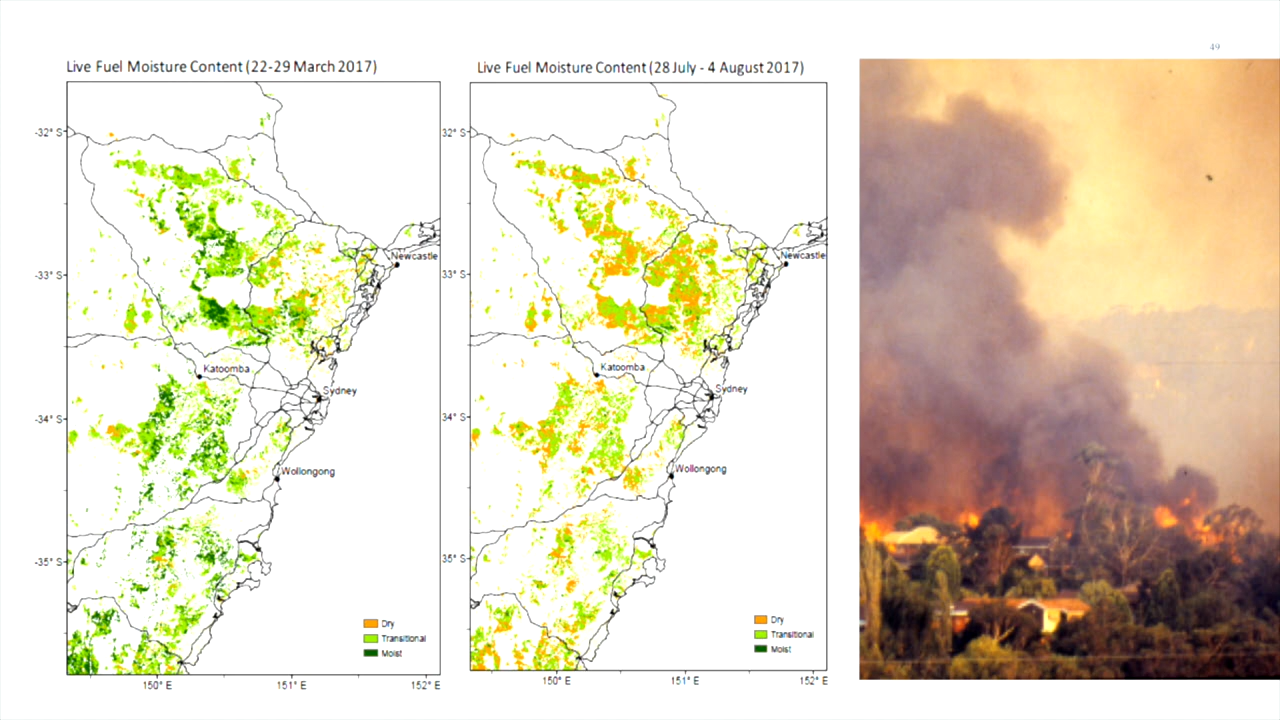 49
Live Fuel Moisture Content (22-29 March 2017)
-32° S
-33° S
-34° S
-35° S
Newcastle
Katoomba
Sydney
Wollongong
Dry
Transitional
Moist
150° E
151° E
152° E
Live Fuel Moisture Content (28 July - 4 August 2017)
32° S
33° S
34° S
35° S
Newcastle
Katoomba
Sydney
Wollongong
Dry
Transitional
Moist
150° E
151° E
152° E